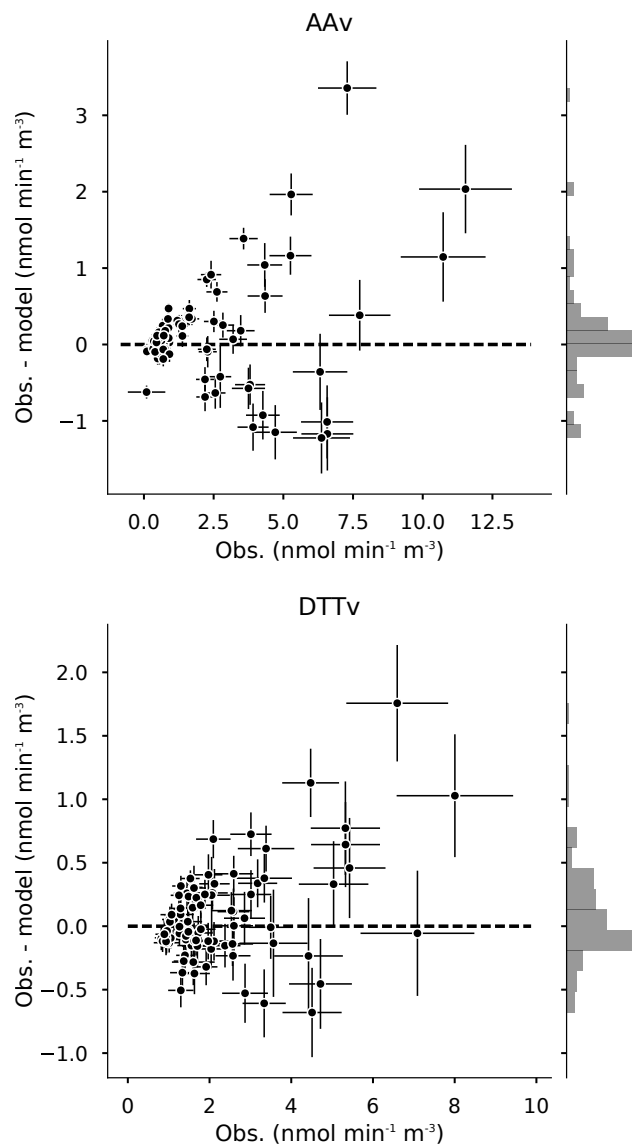 AAv
Obs. - model (nmol min⁻¹ m⁻³)
3
2
1
0
−1
0.0 2.5 5.0 7.5 10.0 12.5
Obs. (nmol min⁻¹ m⁻³)
DTTv
Obs. - model (nmol min⁻¹ m⁻³)
2.0
1.5
1.0
0.5
0.0
−0.5
−1.0
0 2 4 6 8 10
Obs. (nmol min⁻¹ m⁻³)